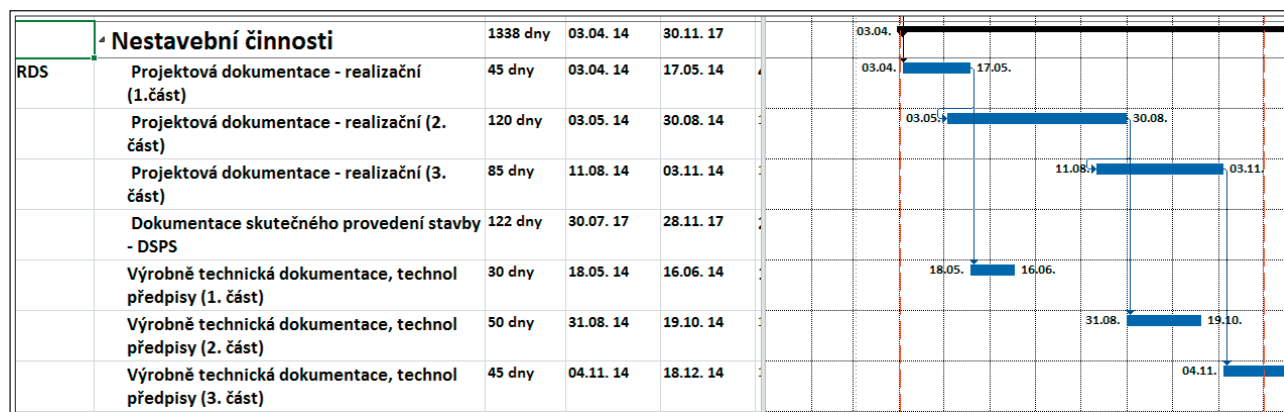 Nestavební činnosti 1338 dny 03.04. 14 30.11. 17 03.04.
RDS Projektová dokumentace - realizační 45 dny 03.04. 14 17.05. 14 03.04. 17.05.
(1.část)
Projektová dokumentace - realizační (2. 120 dny 03.05. 14 30.08. 14 03.05. 30.08.
část)
Projektová dokumentace - realizační (3. 85 dny 11.08. 14 03.11. 14 11.08. 03.11.
část)
Dokumentace skutečného provedení stavby 122 dny 30.07. 17 28.11. 17
- DSPS
Výrobně technická dokumentace, technol 30 dny 18.05. 14 16.06. 14 18.05. 16.06.
předpisy (1. část)
Výrobně technická dokumentace, technol 50 dny 31.08. 14 19.10. 14 31.08. 19.10.
předpisy (2. část)
Výrobně technická dokumentace, technol 45 dny 04.11. 14 18.12. 14 04.11.
předpisy (3. část)